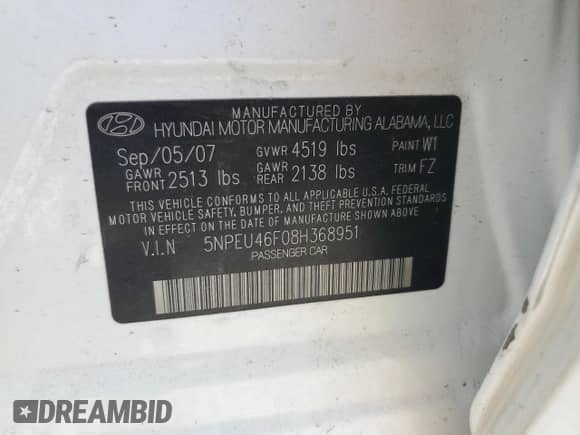 MANUFACTURED BY
HYUNDAI MOTOR MANUFACTURING ALABAMA, LLC
Sep/05/07 GVWR 4519 lbs PAINT W1
GAWR FRONT 2513 lbs GAWR REAR 2138 lbs TRIM FZ
THIS VEHICLE CONFORMS TO ALL APPLICABLE U.S.A. FEDERAL
MOTOR VEHICLE SAFETY, BUMPER, AND THEFT PREVENTION STANDARDS
IN EFFECT ON THE DATE OF MANUFACTURE SHOWN ABOVE
V.I.N 5NPEU46F08H368951
PASSENGER CAR
DREAMBID